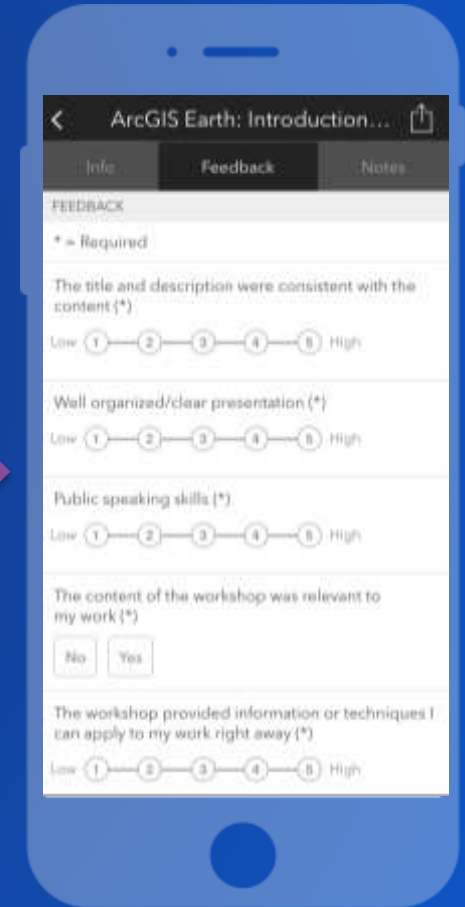 ArcGIS Earth: Introduction...
Info Feedback Notes
FEEDBACK
* = Required
The title and description were consistent with the
content (*)
Low 1 2 3 4 5 High
Well organized/clear presentation (*)
Low 1 2 3 4 5 High
Public speaking skills (*)
Low 1 2 3 4 5 High
The content of the workshop was relevant to
my work (*)
No Yes
The workshop provided information or techniques I
can apply to my work right away (*)
Low 1 2 3 4 5 High